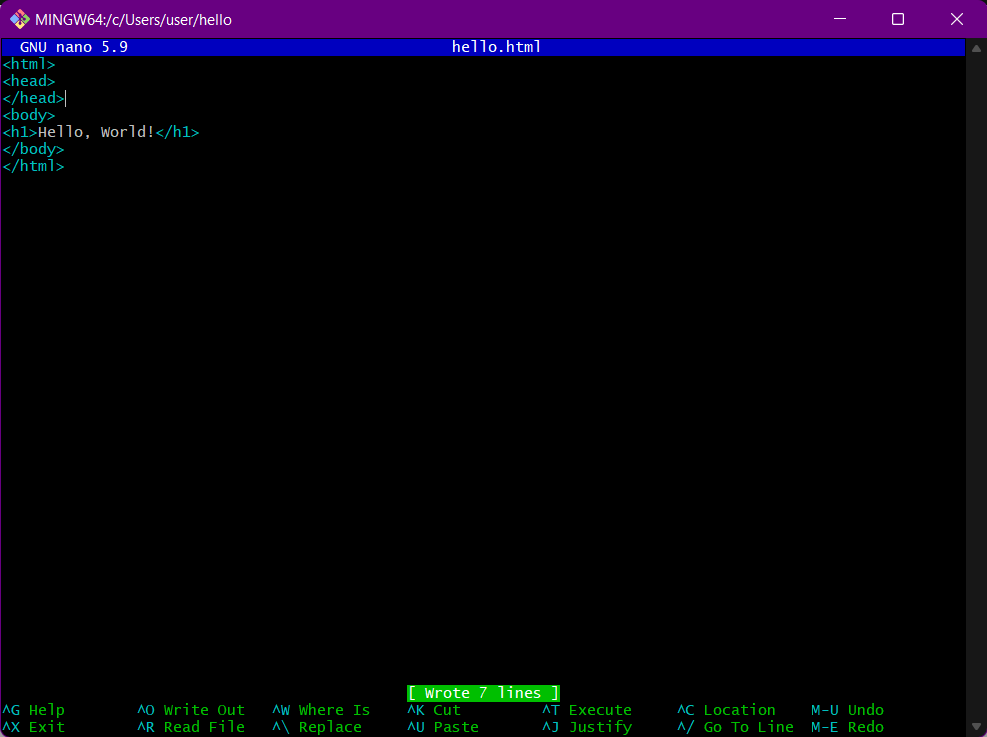 MINGW64:/c/Users/user/hello
GNU nano 5.9 hello.html
<html>
<head>
</head>
<body>
<h1>Hello, World!</h1>
</body>
</html>
[ Wrote 7 lines ]
^G Help ^O Write Out ^W Where Is ^K Cut ^T Execute ^C Location M-U Undo
^X Exit ^R Read File ^\ Replace ^U Paste ^J Justify ^/ Go To Line M-E Redo